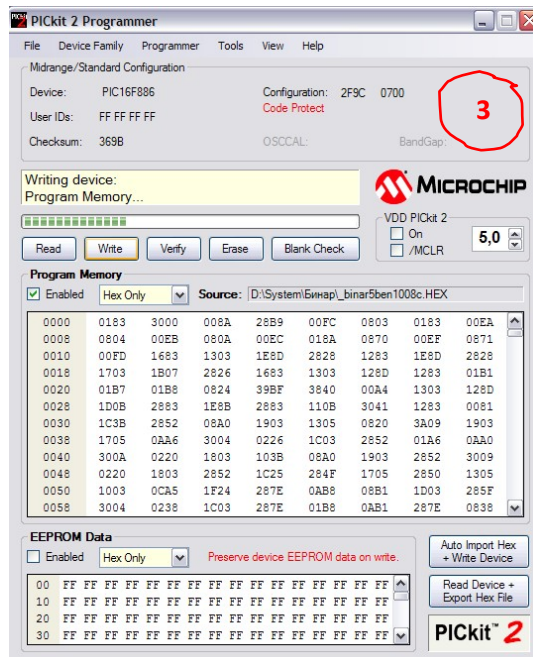 PICkit 2 Programmer
File Device Family Programmer Tools View Help
Midrange/Standard Configuration
Device: PIC16F886 Configuration: 2F9C 0700
Code Protect
User IDs: FF FF FF FF
Checksum: 369B OSCCAL: BandGap:
3
Writing device:
Program Memory...
MICROCHIP
VDD PICkit 2
On
/MCLR
5,0
Read Write Verify Erase Blank Check
Program Memory
Enabled Hex Only Source: D:\System\Бинар\_binar5ben1008c.HEX
0000 0183 3000 008A 28B9 00FC 0803 0183 00EA
0008 0804 00EB 080A 00EC 018A 0870 00EF 0871
0010 00FD 1683 1303 1E8D 2828 1283 1E8D 2828
0018 1703 1B07 2826 1683 1303 128D 1283 01B1
0020 01B7 01B8 0824 39BF 3840 00A4 1303 128D
0028 1D0B 2883 1E8B 2883 110B 3041 1283 0081
0030 1C3B 2852 08A0 1903 1305 0820 3A09 1903
0038 1705 0AA6 3004 0226 1C03 2852 01A6 0AA0
0040 300A 0220 1803 103B 08A0 1903 2852 3009
0048 0220 1803 2852 1C25 284F 1705 2850 1305
0050 1003 0CA5 1F24 287E 0AB8 08B1 1D03 285F
0058 3004 0238 1C03 287E 01B8 0AB1 287E 0838
EEPROM Data
Enabled Hex Only Preserve device EEPROM data on write.
00 FF FF FF FF FF FF FF FF FF FF FF FF FF FF FF FF
10 FF FF FF FF FF FF FF FF FF FF FF FF FF FF FF FF
20 FF FF FF FF FF FF FF FF FF FF FF FF FF FF FF FF
30 FF FF FF FF FF FF FF FF FF FF FF FF FF FF FF FF
Auto Import Hex
+ Write Device
Read Device +
Export Hex File
PICkit™ 2